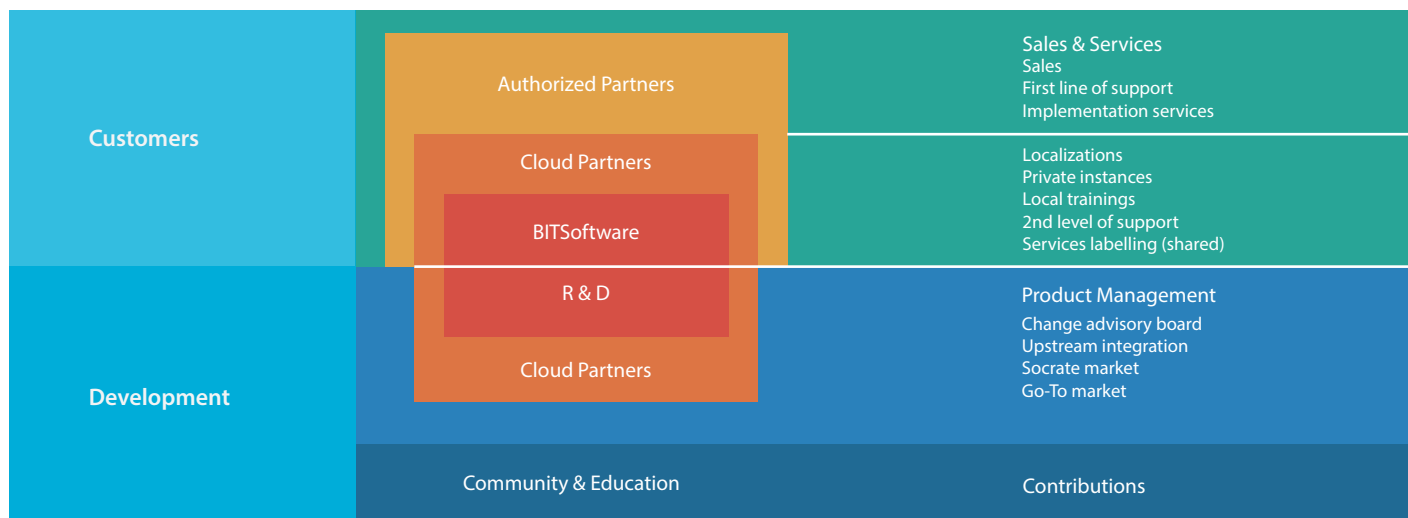 Customers
Authorized Partners
Cloud Partners
BITSoftware
Sales & Services
Sales
First line of support
Implementation services
Localizations
Private instances
Local trainings
2nd level of support
Services labelling (shared)
Development
R & D
Cloud Partners
Product Management
Change advisory board
Upstream integration
Socrate market
Go-To market
Community & Education
Contributions